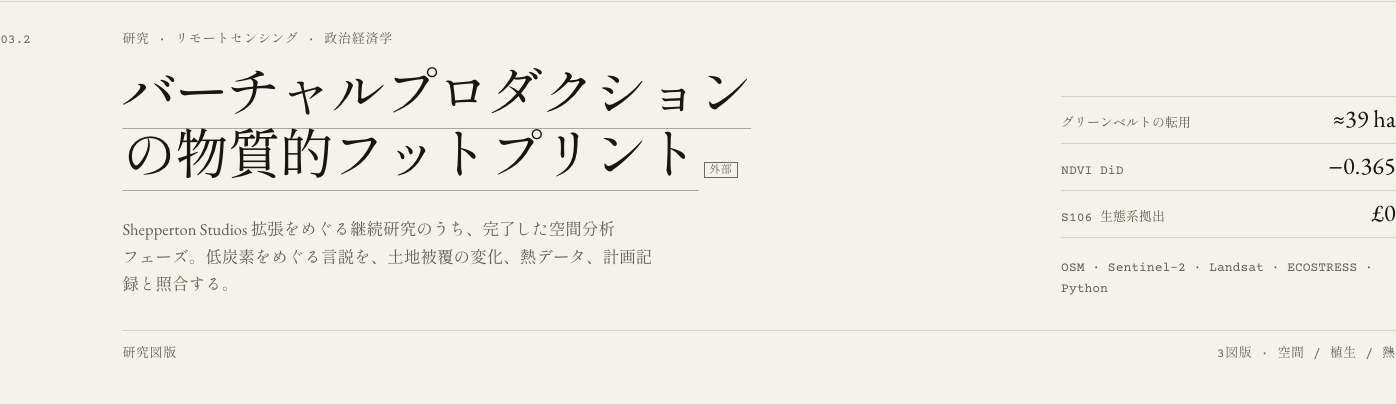 03.2
研究 · リモートセンシング · 政治経済学
バーチャルプロダクション
の物質的フットプリント 外部
Shepperton Studios 拡張をめぐる継続研究のうち、完了した空間分析
フェーズ。低炭素をめぐる言説を、土地被覆の変化、熱データ、計画記
録と照合する。
グリーンベルトの転用 ≈39 ha
NDVI DiD −0.365
S106 生態系拠出 £0
OSM · Sentinel-2 · Landsat · ECOSTRESS ·
Python
研究図版
3図版 · 空間 / 植生 / 熱